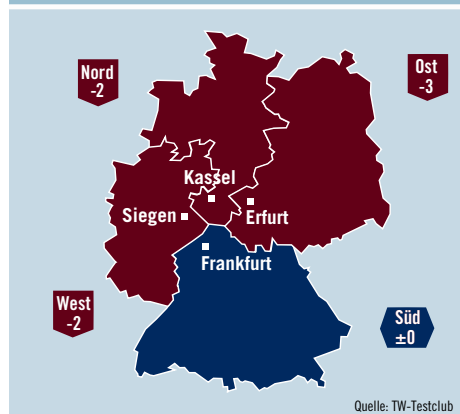 Nord
-2
Ost
-3
Kassel
Siegen
Erfurt
Frankfurt
West
-2
Süd
±0
Quelle: TW-Testclub